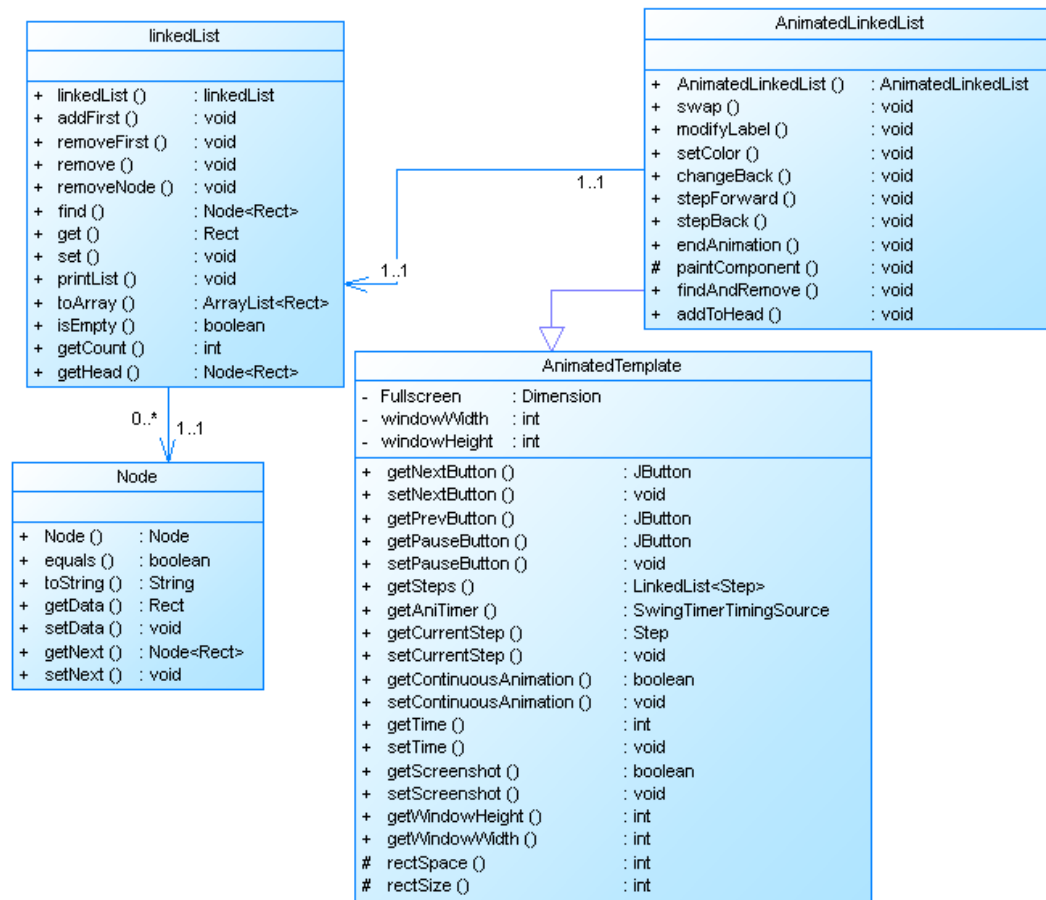 linkedList
+ linkedList () : linkedList
+ addFirst () : void
+ removeFirst () : void
+ remove () : void
+ removeNode () : void
+ find () : Node<Rect>
+ get () : Rect
+ set () : void
+ printList () : void
+ toArray () : ArrayList<Rect>
+ isEmpty () : boolean
+ getCount () : int
+ getHead () : Node<Rect>
AnimatedLinkedList
+ AnimatedLinkedList () : AnimatedLinkedList
+ swap () : void
+ modifyLabel () : void
+ setColor () : void
+ changeBack () : void
+ stepForward () : void
+ stepBack () : void
+ endAnimation () : void
# paintComponent () : void
+ findAndRemove () : void
+ addToHead () : void
1..1
1..1
0..*
1..1
Node
+ Node () : Node
+ equals () : boolean
+ toString () : String
+ getData () : Rect
+ setData () : void
+ getNext () : Node<Rect>
+ setNext () : void
AnimatedTemplate
- Fullscreen : Dimension
- windowWidth : int
- windowHeight : int
+ getNextButton () : JButton
+ setNextButton () : void
+ getPrevButton () : JButton
+ getPauseButton () : JButton
+ setPauseButton () : void
+ getSteps () : LinkedList<Step>
+ getAniTimer () : SwingTimerTimingSource
+ getCurrentStep () : Step
+ setCurrentStep () : void
+ getContinuousAnimation () : boolean
+ setContinuousAnimation () : void
+ getTime () : int
+ setTime () : void
+ getScreenshot () : boolean
+ setScreenshot () : void
+ getWindowHeight () : int
+ getWindowWidth () : int
# rectSpace () : int
# rectSize () : int